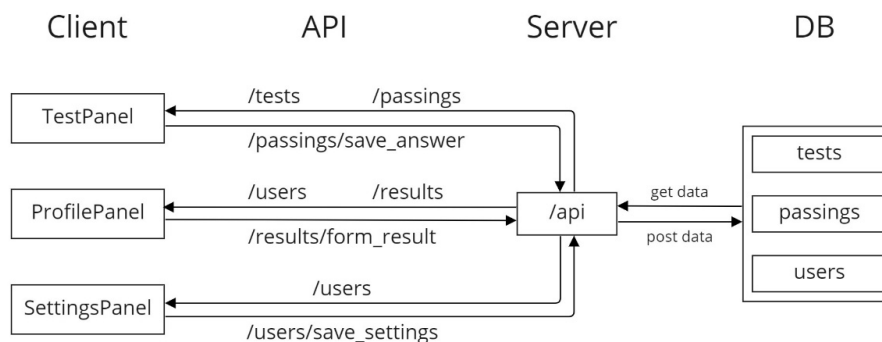 Client API Server DB
/tests /passings
TestPanel
/passings/save_answer
tests
/users /results
get data
ProfilePanel
/api
passings
/results/form_result
post data
/users
users
SettingsPanel
/users/save_settings